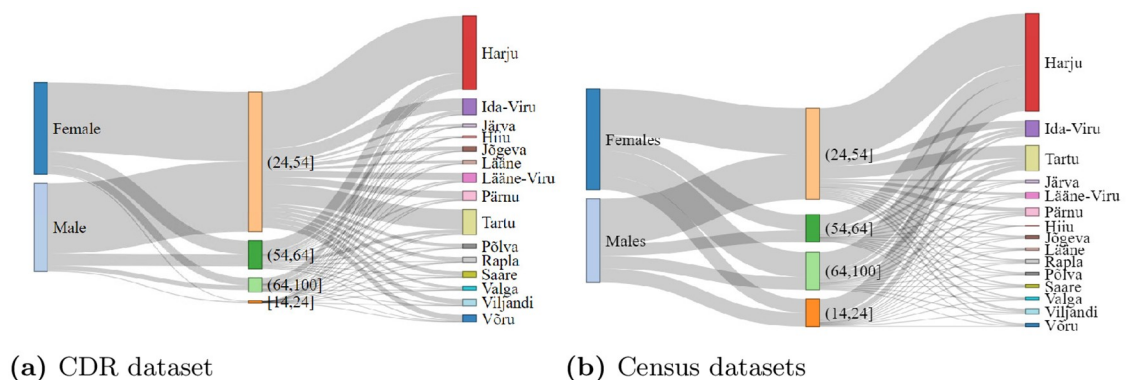 Female
Male
(24,54]
(54,64]
(64,100]
[14,24]
Harju
Ida-Viru
Järva
Hiiu
Jõgeva
Lääne
Lääne-Viru
Pärnu
Tartu
Põlva
Rapla
Saare
Valga
Viljandi
Võru
(a) CDR dataset
Females
Males
(24,54]
(54,64]
(64,100]
(14,24]
Harju
Ida-Viru
Tartu
Järva
Lääne-Viru
Pärnu
Hiiu
Jõgeva
Lääne
Rapla
Põlva
Saare
Valga
Viljandi
Võru
(b) Census datasets